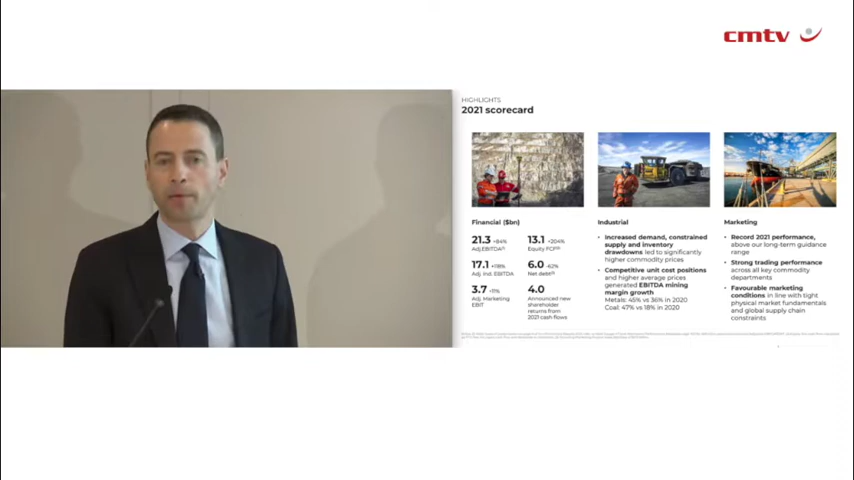 cmtv
HIGHLIGHTS
2021 scorecard
Financial ($bn)
21.3 +84%
Adj. EBITDA
17.1 +118%
Adj. Ind. EBITDA
3.7 +11%
Adj. Marketing
EBIT
13.1 +204%
Equity FCF
6.0 -62%
Net debt
4.0
Announced new
shareholder
returns from
2021 cash flows
Industrial
• Increased demand, constrained
supply and inventory
drawdowns led to significantly
higher commodity prices
• Competitive unit cost positions
and higher average prices
generated EBITDA mining
margin growth
Metals: 45% vs 36% in 2020
Coal: 47% vs 18% in 2020
Marketing
• Record 2021 performance,
above our long-term guidance
range
• Strong trading performance
across all key commodity
departments
• Favourable marketing
conditions in line with tight
physical market fundamentals
and global supply chain
constraints